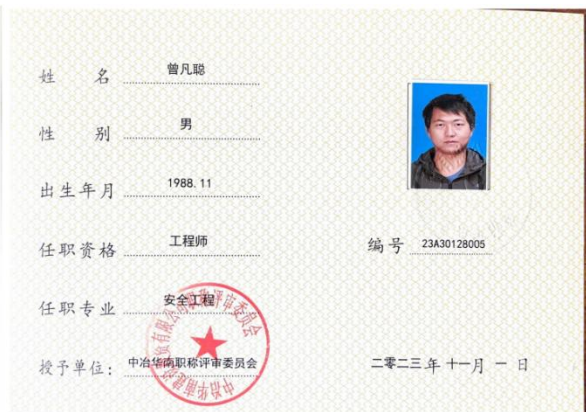 姓 名 曾凡聪
性 别 男
出生年月 1988.11
任职资格 工程师
编号 23A30128005
任职专业 安全工程
授予单位: 中冶华南职称评审委员会
二零二三 年 十一 月 一 日